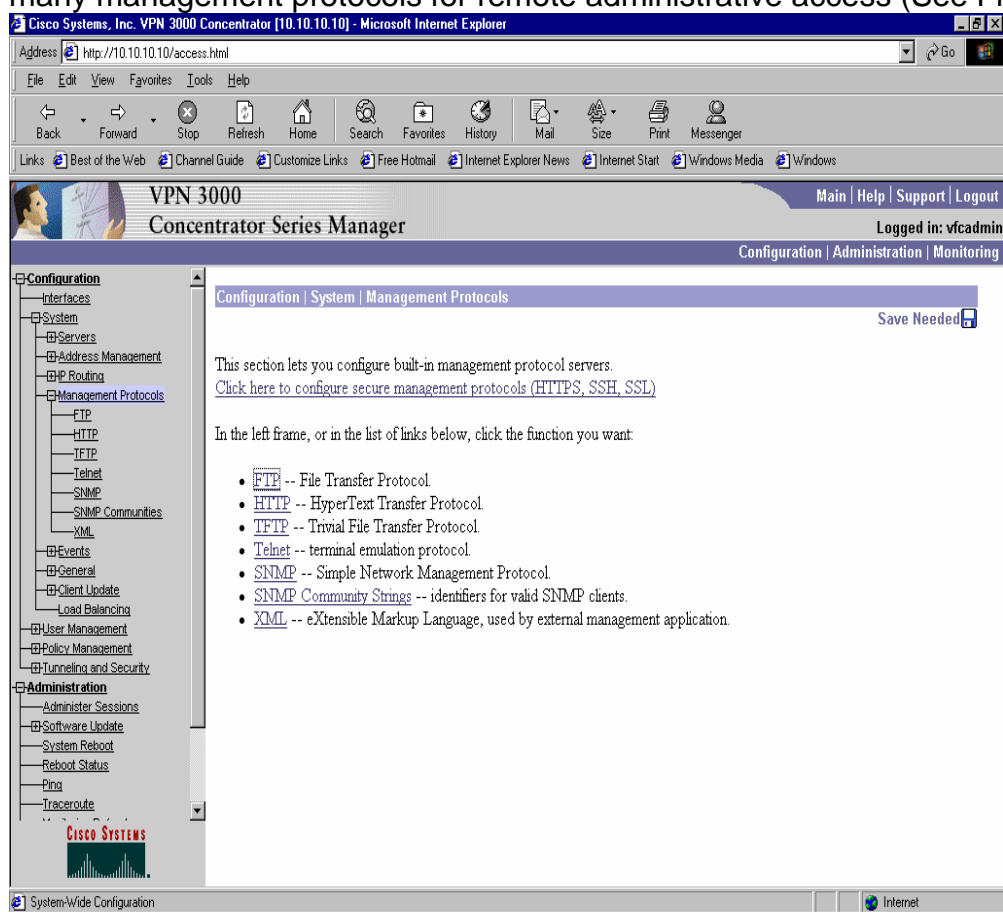 many management protocols for remote administrative access (See Fi
Cisco Systems, Inc. VPN 3000 Concentrator [10.10.10.10] - Microsoft Internet Explorer
Address http://10.10.10.10/access.html Go
File Edit View Favorites Tools Help
Back Forward Stop Refresh Home Search Favorites History Mail Size Print Messenger
Links Best of the Web Channel Guide Customize Links Free Hotmail Internet Explorer News Internet Start Windows Media Windows
VPN 3000
Concentrator Series Manager
Main | Help | Support | Logout
Logged in: vfcadmin
Configuration | Administration | Monitoring
Configuration
Interfaces
System
Servers
Address Management
IP Routing
Management Protocols
FTP
HTTP
TFTP
Telnet
SNMP
SNMP Communities
XML
Events
General
Client Update
Load Balancing
User Management
Policy Management
Tunneling and Security
Administration
Administer Sessions
Software Update
System Reboot
Reboot Status
Ping
Traceroute
CISCO SYSTEMS
Configuration | System | Management Protocols
Save Needed
This section lets you configure built-in management protocol servers.
Click here to configure secure management protocols (HTTPS, SSH, SSL)
In the left frame, or in the list of links below, click the function you want:
• FTP -- File Transfer Protocol.
• HTTP -- HyperText Transfer Protocol.
• TFTP -- Trivial File Transfer Protocol.
• Telnet -- terminal emulation protocol.
• SNMP -- Simple Network Management Protocol.
• SNMP Community Strings -- identifiers for valid SNMP clients.
• XML -- eXtensible Markup Language, used by external management application.
System-Wide Configuration
Internet